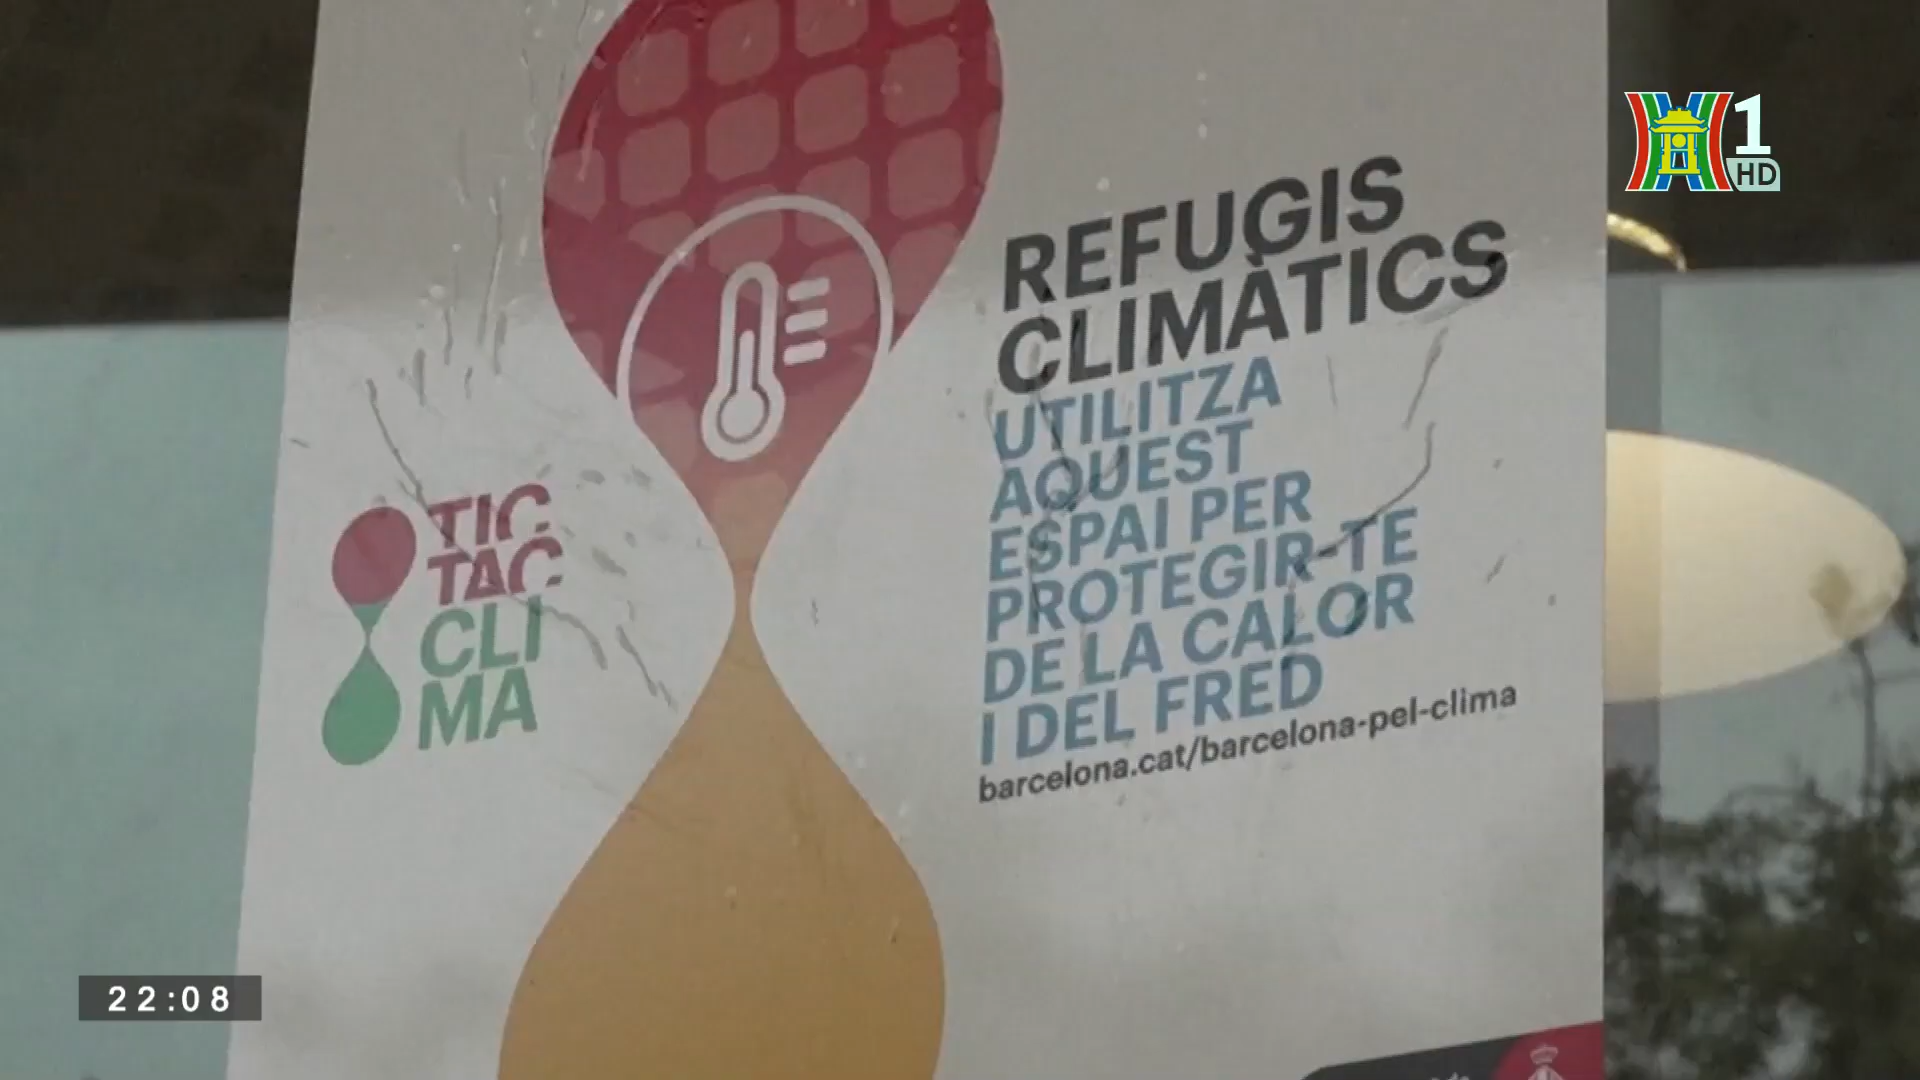 1
HD
REFUGIS
CLIMÀTICS
UTILITZA
AQUEST
ESPAI PER
PROTEGIR-TE
DE LA CALOR
I DEL FRED
barcelona.cat/barcelona-pel-clima
TIC
TAC
CLI
MA
22:08